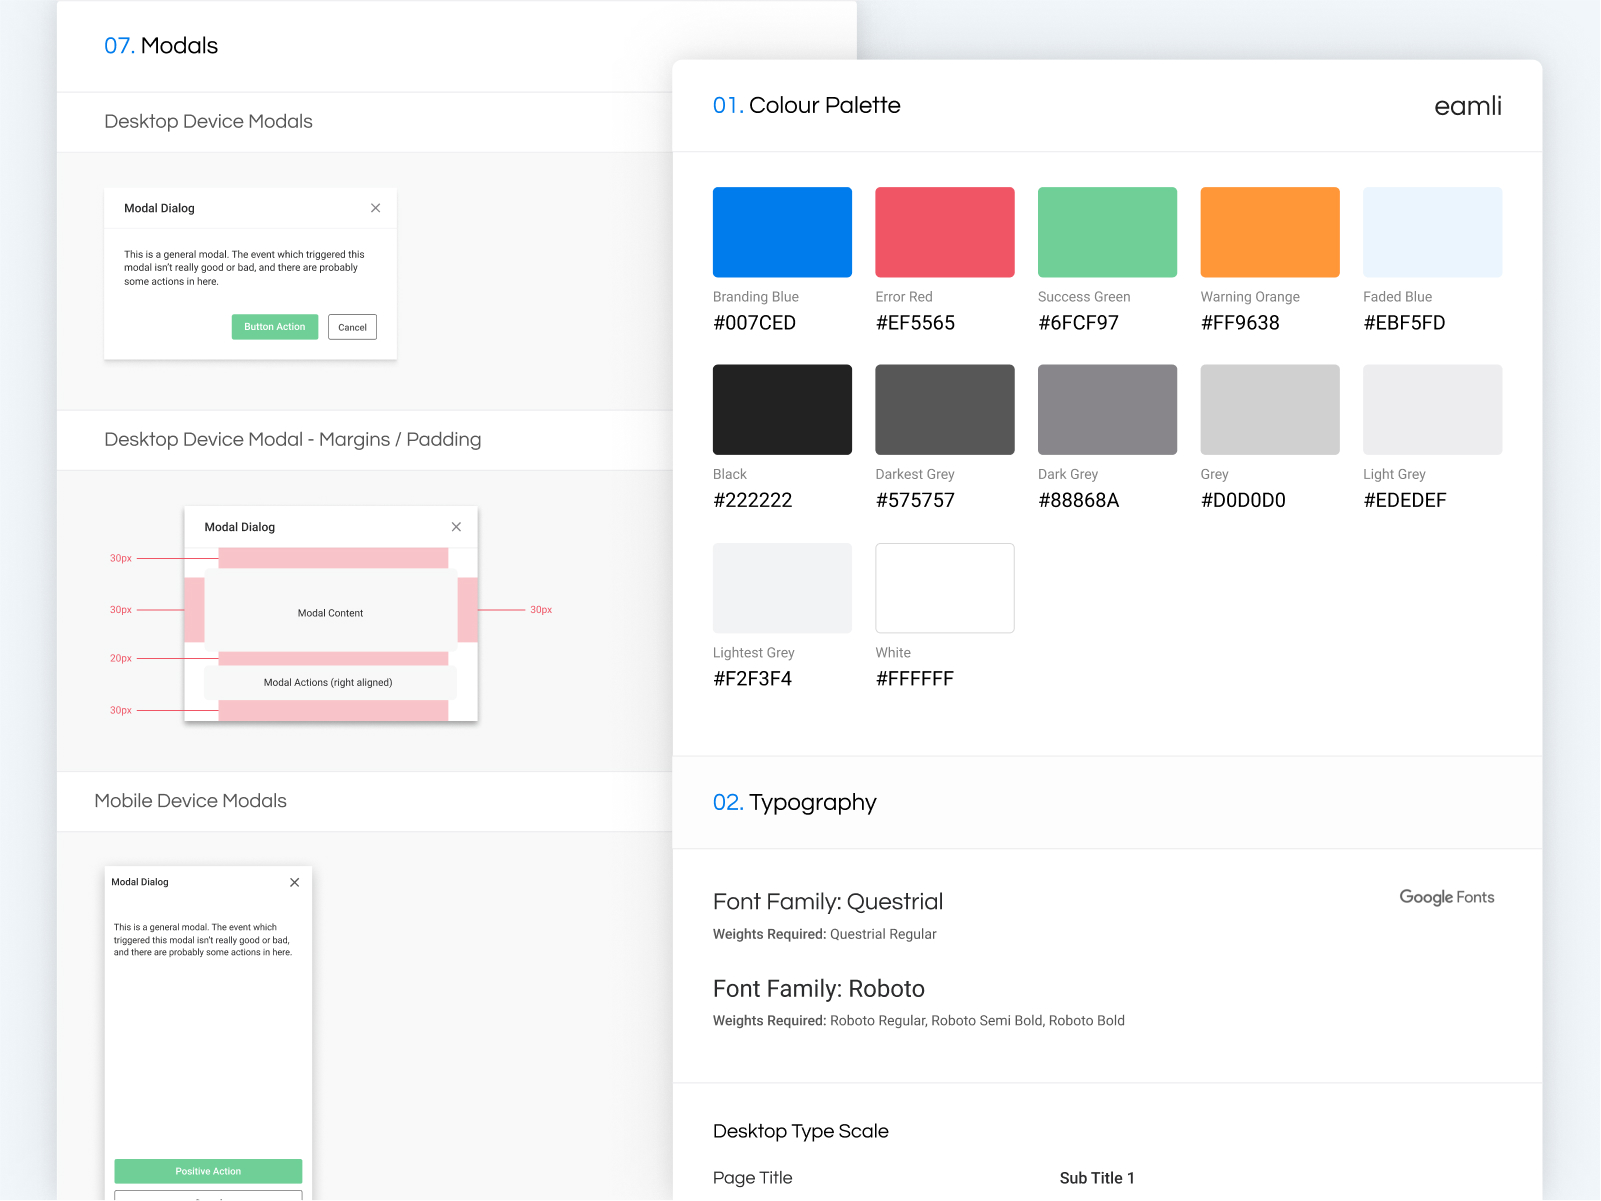 07. Modals
Desktop Device Modals
Modal Dialog
This is a general modal. The event which triggered this
modal isn't really good or bad, and there are probably
some actions in here.
Button Action
Cancel
Desktop Device Modal - Margins / Padding
Modal Dialog
30px
30px
Modal Content
30px
20px
Modal Actions (right aligned)
30px
Mobile Device Modals
Modal Dialog
This is a general modal. The event which
triggered this modal isn't really good or bad,
and there are probably some actions in here.
Positive Action
01. Colour Palette
eamli
Branding Blue
#007CED
Error Red
#EF5565
Success Green
#6FCF97
Warning Orange
#FF9638
Faded Blue
#EBF5FD
Black
#222222
Darkest Grey
#575757
Dark Grey
#88868A
Grey
#D0D0D0
Light Grey
#EDEDEF
Lightest Grey
#F2F3F4
White
#FFFFFF
02. Typography
Font Family: Questrial
Google Fonts
Weights Required: Questrial Regular
Font Family: Roboto
Weights Required: Roboto Regular, Roboto Semi Bold, Roboto Bold
Desktop Type Scale
Page Title
Sub Title 1